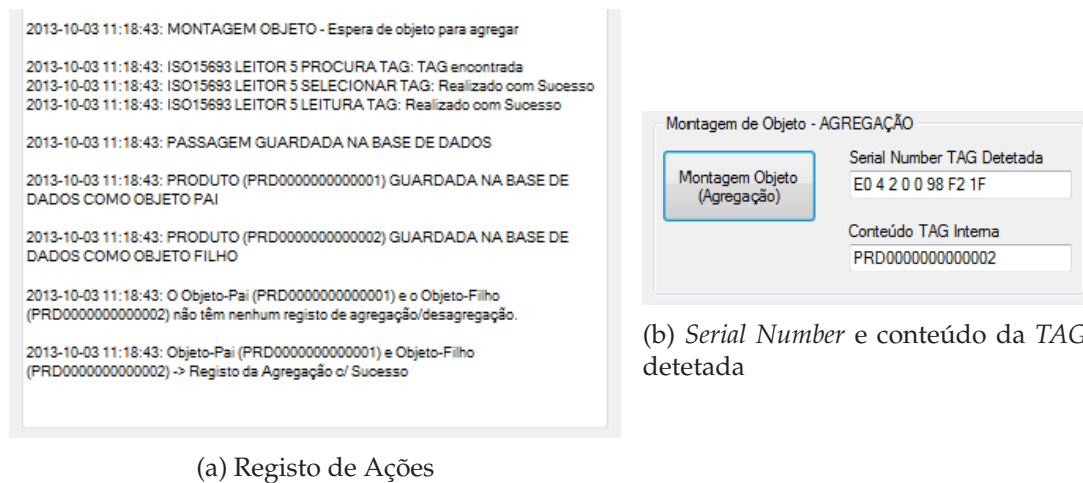 2013-10-03 11:18:43: MONTAGEM OBJETO - Espera de objeto para agregar
2013-10-03 11:18:43: ISO15693 LEITOR 5 PROCURA TAG: TAG encontrada
2013-10-03 11:18:43: ISO15693 LEITOR 5 SELECIONAR TAG: Realizado com Sucesso
2013-10-03 11:18:43: ISO15693 LEITOR 5 LEITURA TAG: Realizado com Sucesso
2013-10-03 11:18:43: PASSAGEM GUARDADA NA BASE DE DADOS
2013-10-03 11:18:43: PRODUTO (PRD0000000000001) GUARDADA NA BASE DE
DADOS COMO OBJETO PAI
2013-10-03 11:18:43: PRODUTO (PRD0000000000002) GUARDADA NA BASE DE
DADOS COMO OBJETO FILHO
2013-10-03 11:18:43: O Objeto-Pai (PRD0000000000001) e o Objeto-Filho
(PRD0000000000002) não têm nenhum registo de agregação/desagregação.
2013-10-03 11:18:43: Objeto-Pai (PRD0000000000001) e Objeto-Filho
(PRD0000000000002) -> Registo da Agregação c/ Sucesso
(a) Registo de Ações
Montagem de Objeto - AGREGAÇÃO
Montagem Objeto
(Agregação)
Serial Number TAG Detetada
E0 4 2 0 0 98 F2 1F
Conteúdo TAG Interna
PRD0000000000002
(b) Serial Number e conteúdo da TAG
detetada